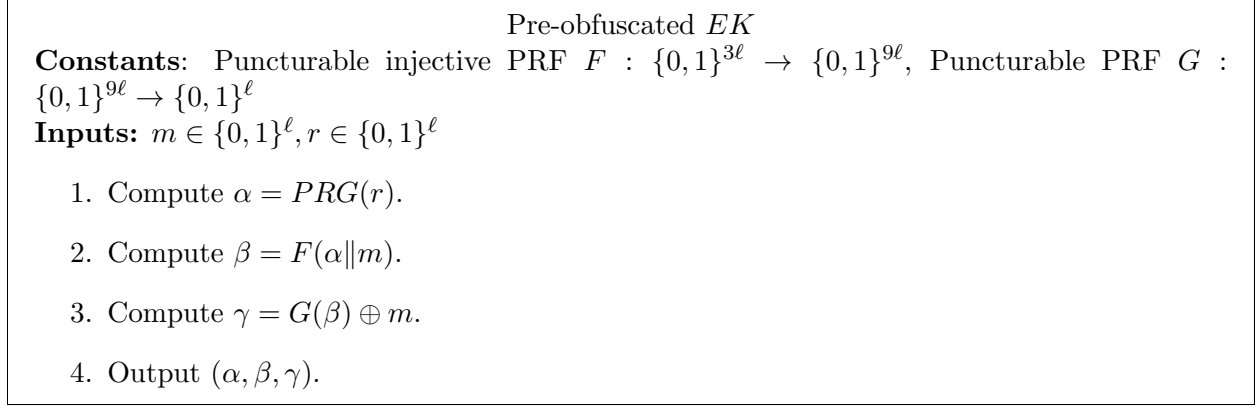 Pre-obfuscated EK
Constants: Puncturable injective PRF F : {0, 1}^{3ℓ} → {0, 1}^{9ℓ}, Puncturable PRF G :
{0, 1}^{9ℓ} → {0, 1}^ℓ
Inputs: m ∈ {0, 1}^ℓ, r ∈ {0, 1}^ℓ
1. Compute α = PRG(r).
2. Compute β = F(α∥m).
3. Compute γ = G(β) ⊕ m.
4. Output (α, β, γ).